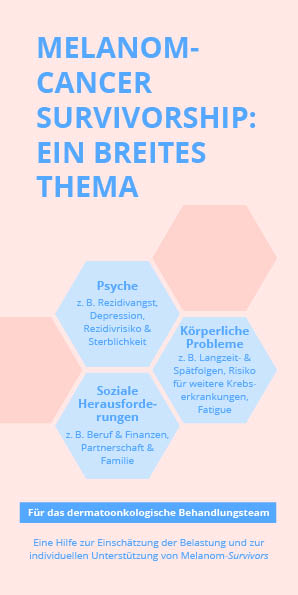 MELANOM-
CANCER
SURVIVORSHIP:
EIN BREITES
THEMA
Psyche
z. B. Rezidivangst,
Depression,
Rezidivrisiko &
Sterblichkeit
Körperliche
Probleme
z. B. Langzeit- &
Spätfolgen, Risiko
für weitere Krebs-
erkrankungen,
Fatigue
Soziale
Herausforde-
rungen
z. B. Beruf & Finanzen,
Partnerschaft &
Familie
Für das dermatoonkologische Behandlungsteam
Eine Hilfe zur Einschätzung der Belastung und zur
individuellen Unterstützung von Melanom-Survivors